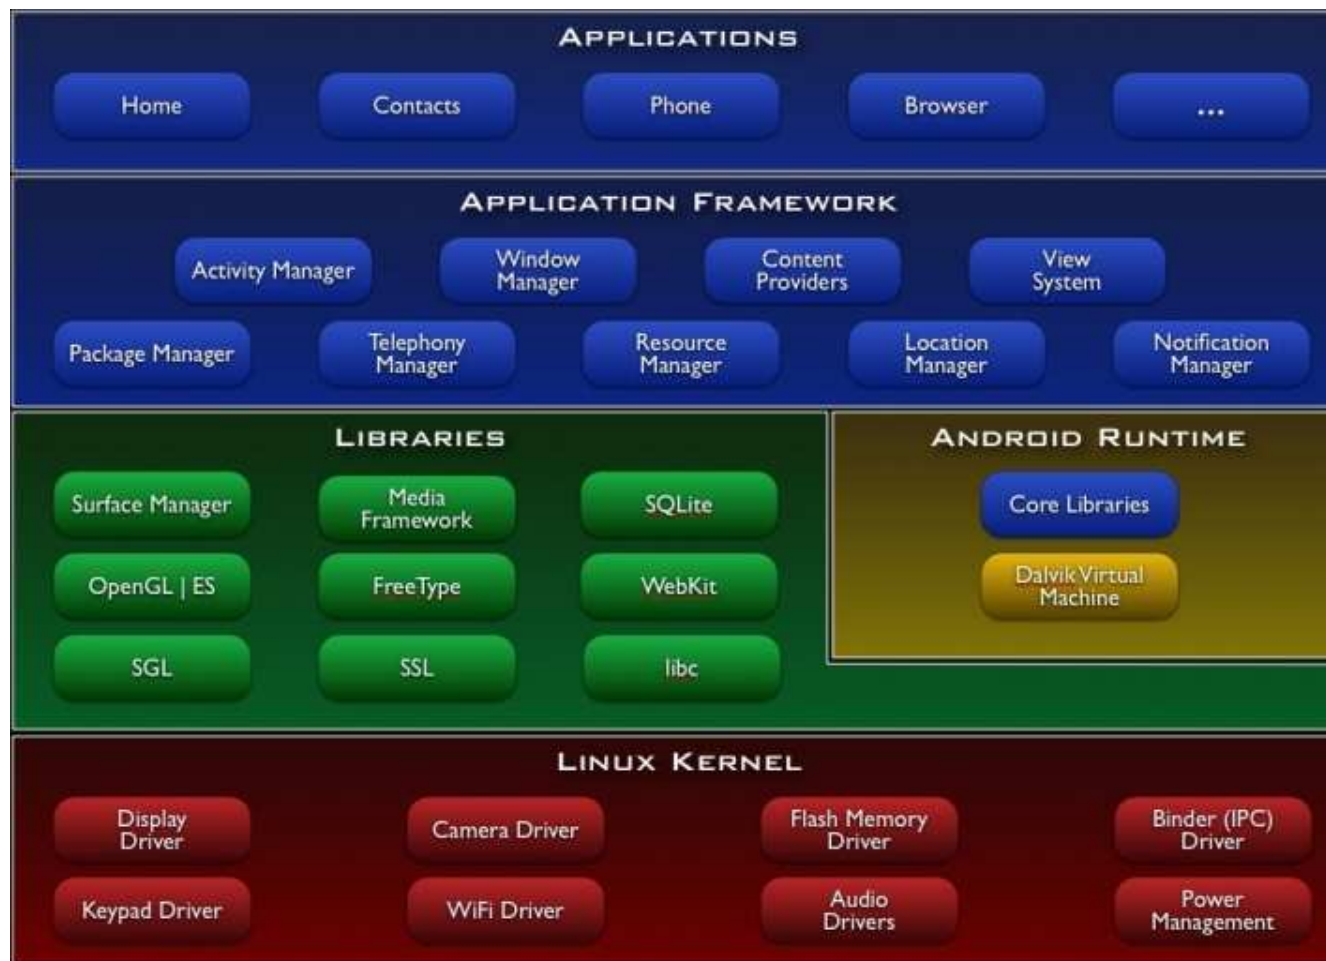 APPLICATIONS
Home
Contacts
Phone
Browser
...
APPLICATION FRAMEWORK
Activity Manager
Window
Manager
Content
Providers
View
System
Package Manager
Telephony
Manager
Resource
Manager
Location
Manager
Notification
Manager
LIBRARIES
Surface Manager
Media
Framework
SQLite
OpenGL | ES
FreeType
WebKit
SGL
SSL
libc
ANDROID RUNTIME
Core Libraries
Dalvik Virtual
Machine
LINUX KERNEL
Display
Driver
Camera Driver
Flash Memory
Driver
Binder (IPC)
Driver
Keypad Driver
WiFi Driver
Audio
Drivers
Power
Management